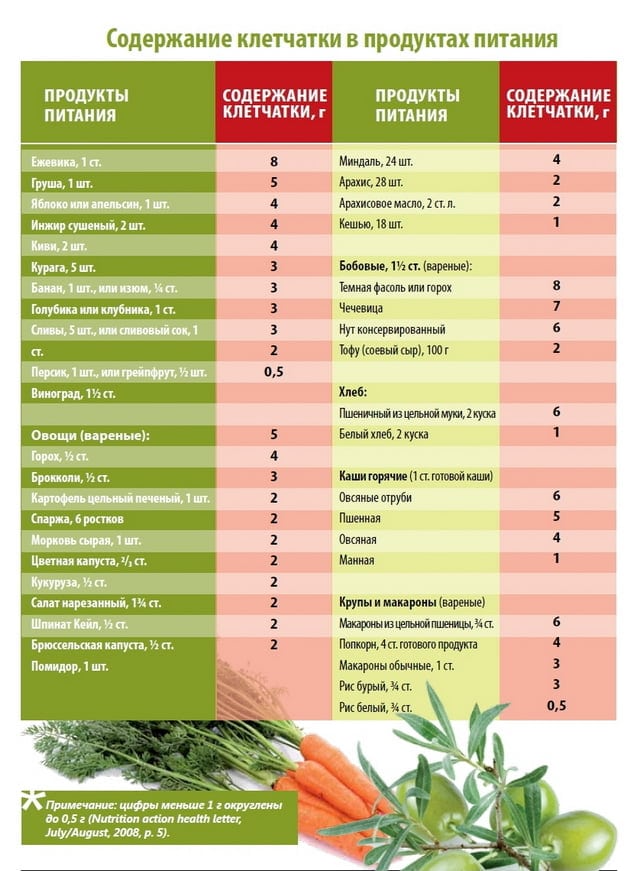 Содержание клетчатки в продуктах питания
ПРОДУКТЫ ПИТАНИЯ СОДЕРЖАНИЕ КЛЕТЧАТКИ, г ПРОДУКТЫ ПИТАНИЯ СОДЕРЖАНИЕ КЛЕТЧАТКИ, г
Ежевика, 1 ст. 8 Миндаль, 24 шт. 4
Груша, 1 шт. 5 Арахис, 28 шт. 2
Яблоко или апельсин, 1 шт. 4 Арахисовое масло, 2 ст. л. 2
Инжир сушеный, 2 шт. 4 Кешью, 18 шт. 1
Киви, 2 шт. 4
Курага, 5 шт. 3 Бобовые, 1½ ст. (вареные):
Банан, 1 шт., или изюм, ¼ ст. 3 Темная фасоль или горох 8
Голубика или клубника, 1 ст. 3 Чечевица 7
Сливы, 5 шт., или сливовый сок, 1 3 Нут консервированный 6
ст. 2 Тофу (соевый сыр), 100 г 2
Персик, 1 шт., или грейпфрут, ½ шт. 0,5
Виноград, 1½ ст. Хлеб:
Пшеничный из цельной муки, 2 куска 6
Овощи (вареные): 5 Белый хлеб, 2 куска 1
Горох, ½ ст. 4
Брокколи, ½ ст. 3 Каши горячие (1 ст. готовой каши)
Картофель цельный печеный, 1 шт. 2 Овсяные отруби 6
Спаржа, 6 ростков 2 Пшенная 5
Морковь сырая, 1 шт. 2 Овсяная 4
Цветная капуста, ⅔ ст. 2 Манная 1
Кукуруза, ½ ст. 2
Салат нарезанный, 1¾ ст. 2 Крупы и макароны (вареные)
Шпинат Кейл, ½ ст. 2 Макароны из цельной пшеницы, ¾ ст. 6
Брюссельская капуста, ½ ст. 2 Попкорн, 4 ст. готового продукта 4
Помидор, 1 шт. Макароны обычные, 1 ст. 3
Рис бурый, ¾ ст. 3
Рис белый, ¾ ст. 0,5
* Примечание: цифры меньше 1 г округлены
до 0,5 г (Nutrition action health letter,
July/August, 2008, p. 5).